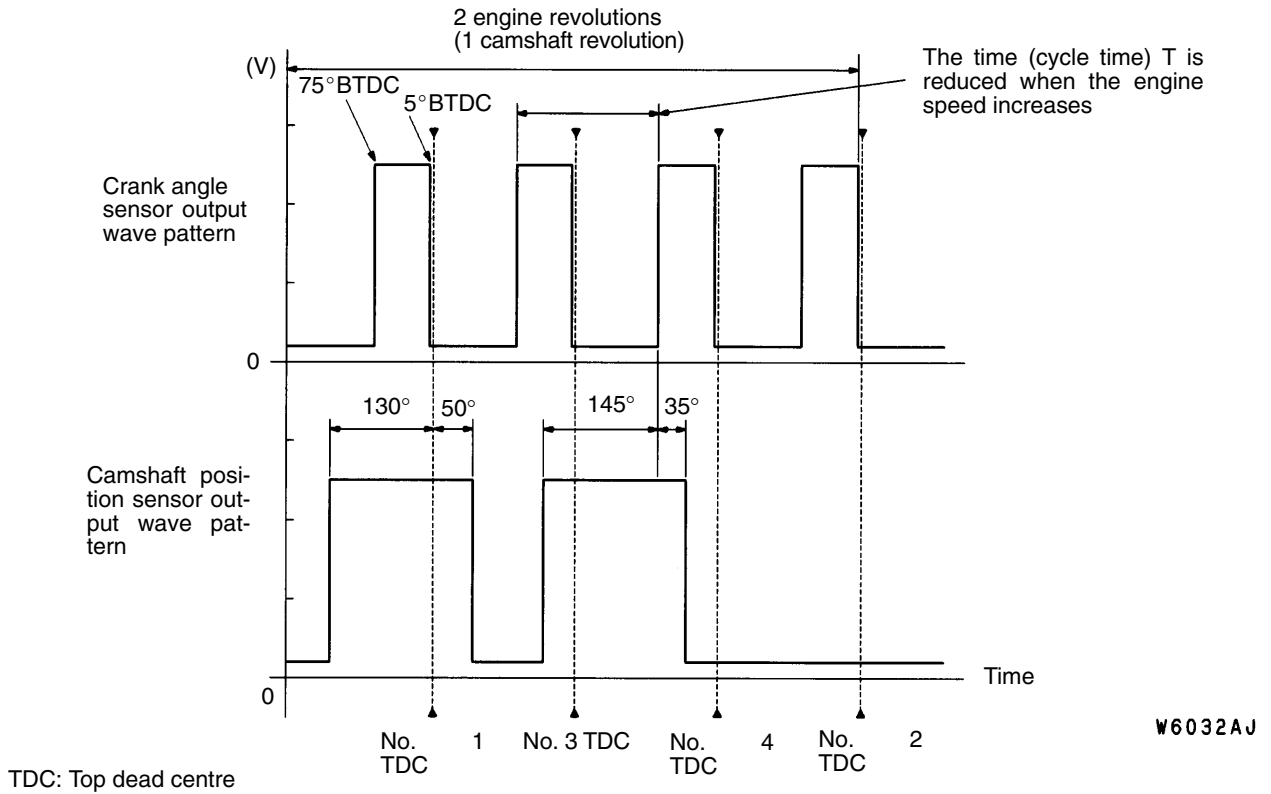 2 engine revolutions
(1 camshaft revolution)
The time (cycle time) T is
reduced when the engine
speed increases
(V)
75°BTDC
5°BTDC
Crank angle
sensor output
wave pattern
0
130°
50°
145°
35°
Camshaft posi-
tion sensor out-
put wave pat-
tern
Time
0
No. 1
TDC
No. 3 TDC
No. 4
TDC
No. 2
TDC
W6032AJ
TDC: Top dead centre